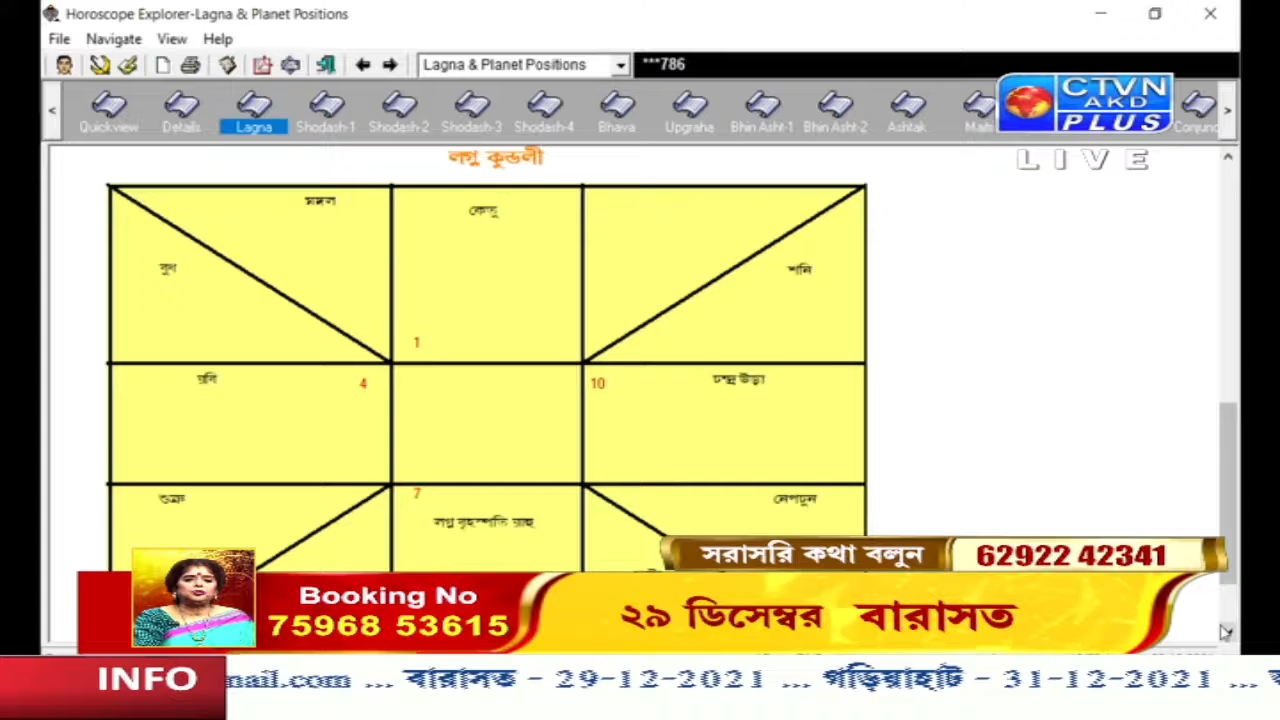 Horoscope Explorer-Lagna & Planet Positions
File Navigate View Help
Lagna & Planet Positions ***786
Quickview Details Lagna Shodash-1 Shodash-2 Shodash-3 Shodash-4 Bhava Upgraha Bhin Asht-1 Bhin Asht-2 Ashtak
CTVN
AKD
PLUS
LIVE
লগ্ন কুন্ডলী
মঙ্গল
কেতু
বুধ
শনি
1
রবি
4
10
চন্দ্র
শুক্র
7
নেপচুন
লগ্ন বৃহস্পতি রাহু
সরাসরি কথা বলুন 62922 42341
Booking No
75968 53615
২৯ ডিসেম্বর বারাসত
INFO mail.com ... বারাসত - 29-12-2021 ... গড়িয়াহাট - 31-12-2021 ...